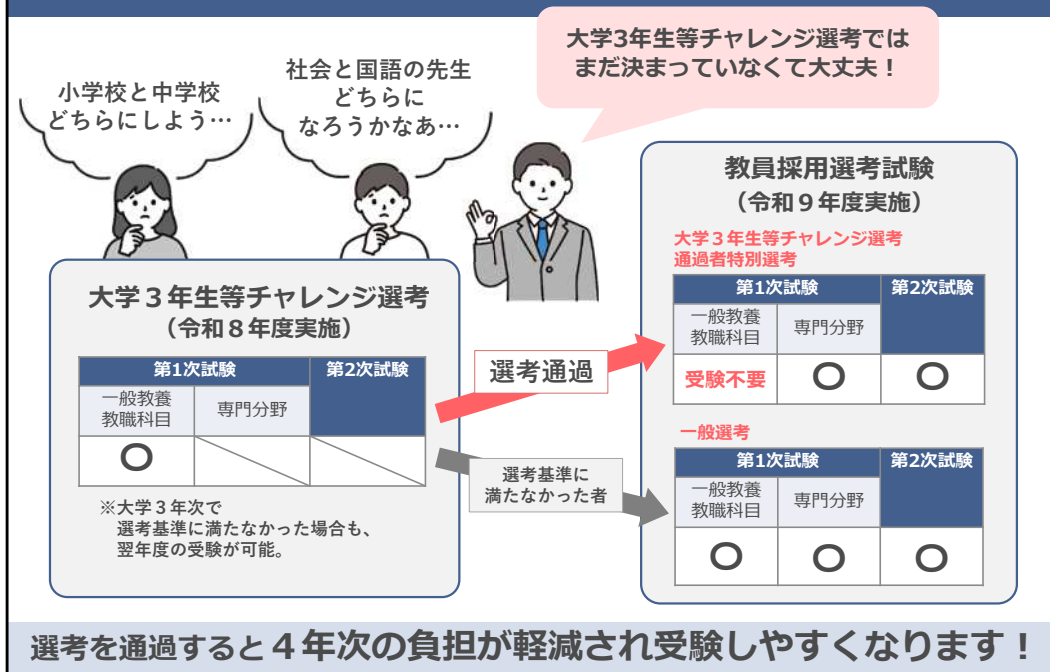 大学3年生等チャレンジ選考では
まだ決まっていなくて大丈夫！
小学校と中学校
どちらにしよう…
社会と国語の先生
どちらに
なろうかなあ…
大学３年生等チャレンジ選考
（令和８年度実施）
第1次試験 第2次試験
一般教養
教職科目
専門分野
〇
※大学３年次で
選考基準に満たなかった場合も、
翌年度の受験が可能。
選考通過
選考基準に
満たなかった者
教員採用選考試験
（令和９年度実施）
大学３年生等チャレンジ選考
通過者特別選考
第1次試験 第2次試験
一般教養
教職科目
専門分野
受験不要 〇 〇
一般選考
第1次試験 第2次試験
一般教養
教職科目
専門分野
〇 〇 〇
選考を通過すると４年次の負担が軽減され受験しやすくなります！